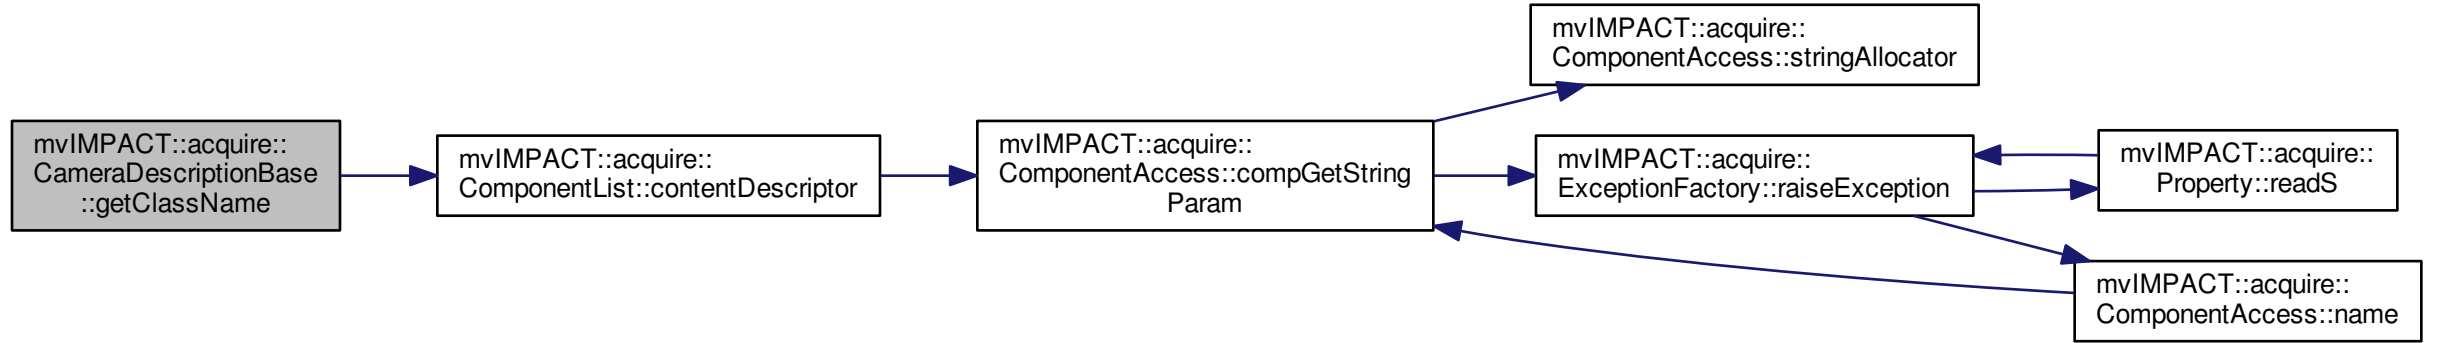 mvIMPACT::acquire::
CameraDescriptionBase
::getClassName
mvIMPACT::acquire::
ComponentList::contentDescriptor
mvIMPACT::acquire::
ComponentAccess::compGetString
Param
mvIMPACT::acquire::
ComponentAccess::stringAllocator
mvIMPACT::acquire::
ExceptionFactory::raiseException
mvIMPACT::acquire::
Property::readS
mvIMPACT::acquire::
ComponentAccess::name